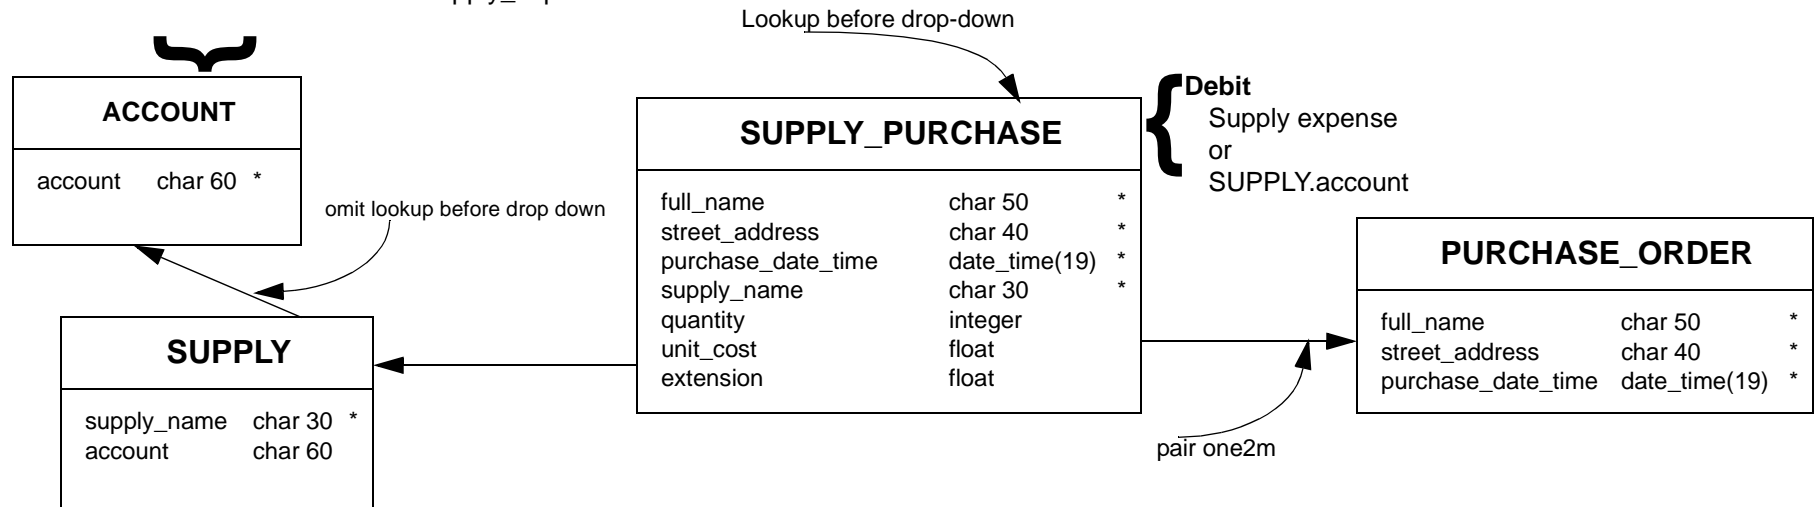 Lookup before drop-down
ACCOUNT
account char 60 *
omit lookup before drop down
SUPPLY
supply_name char 30 *
account char 60
SUPPLY_PURCHASE
full_name char 50 *
street_address char 40 *
purchase_date_time date_time(19) *
supply_name char 30 *
quantity integer
unit_cost float
extension float
{ Debit
Supply expense
or
SUPPLY.account
PURCHASE_ORDER
full_name char 50 *
street_address char 40 *
purchase_date_time date_time(19) *
pair one2m